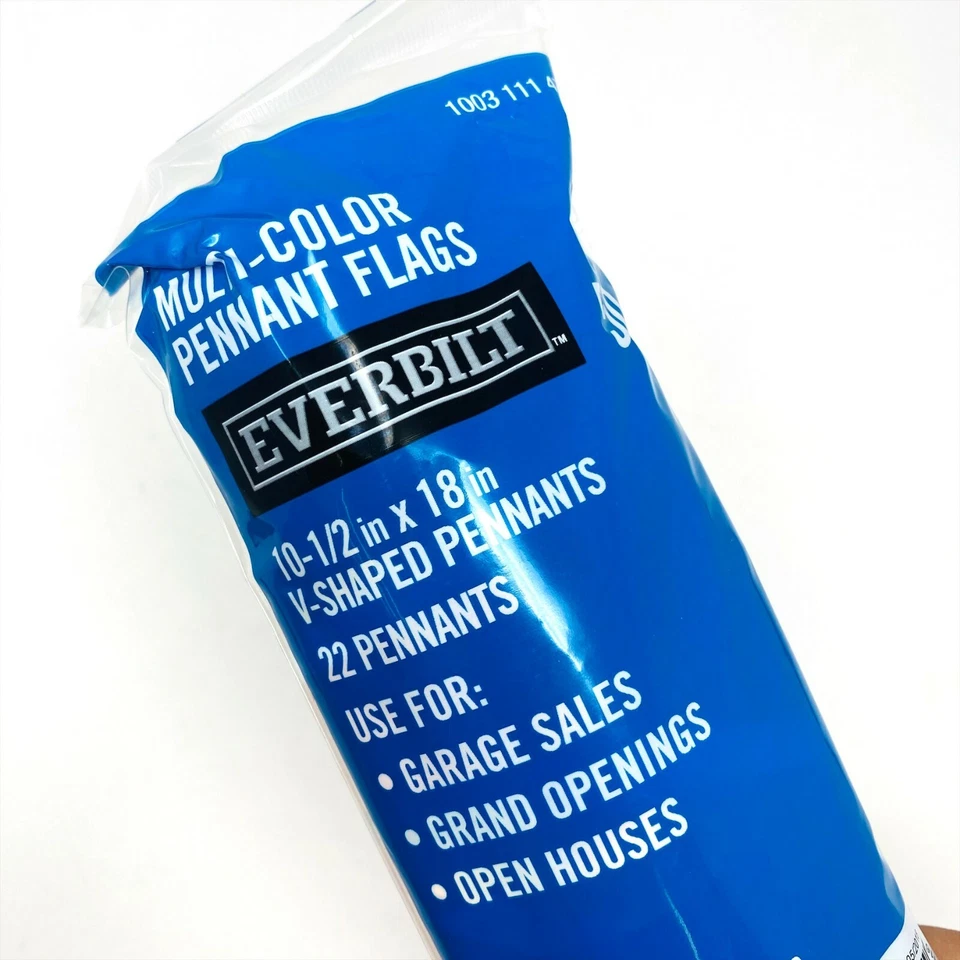 1003 111
MULTI-COLOR
PENNANT FLAGS
EVERBILT™
10-1/2 in X 18 in
V-SHAPED PENNANTS
22 PENNANTS
USE FOR:
• GARAGE SALES
• GRAND OPENINGS
• OPEN HOUSES